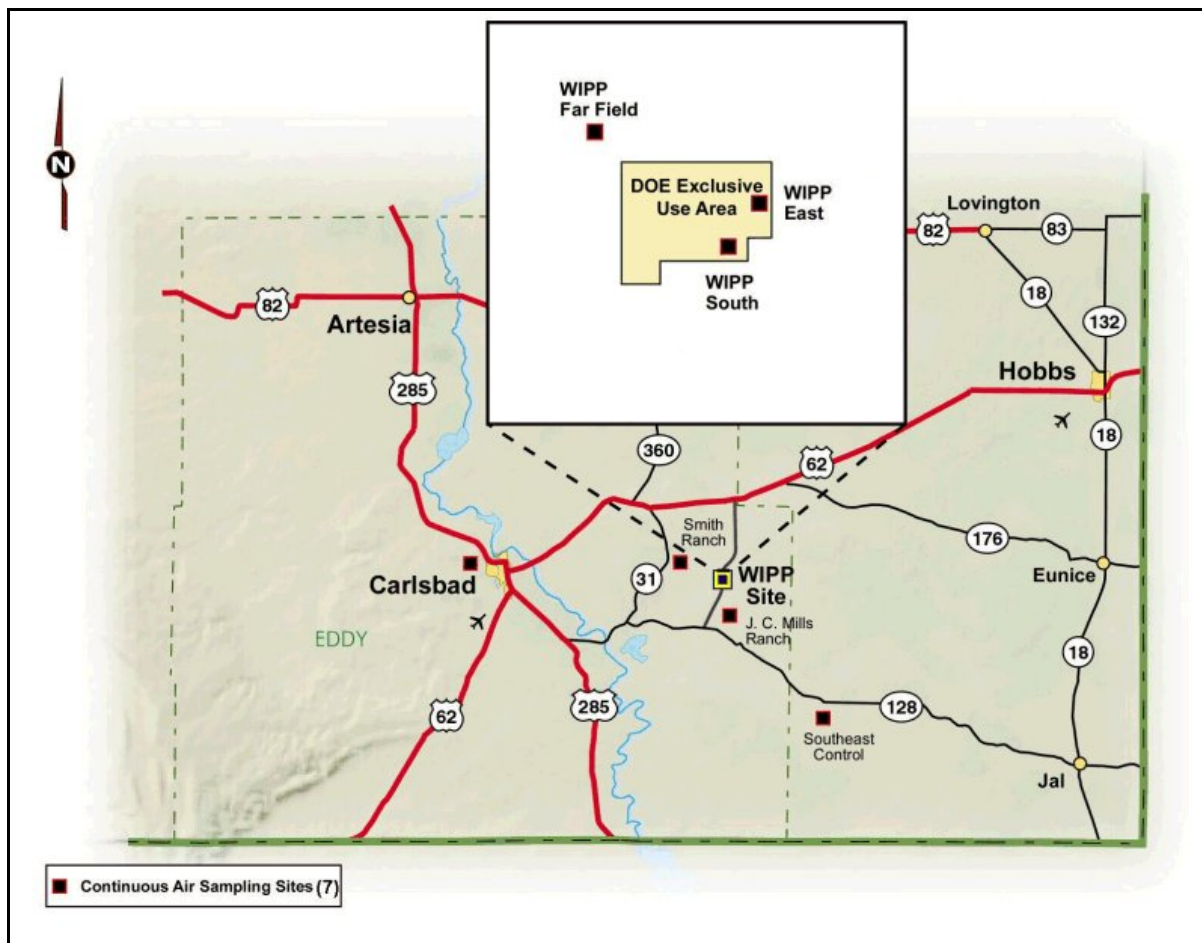 WIPP
Far Field
DOE Exclusive
Use Area
WIPP
East
WIPP
South
N
Lovington
82
83
18
132
82
Artesia
285
Hobbs
18
360
62
Smith
Ranch
176
Carlsbad
31
WIPP
Site
Eunice
J. C. Mills
Ranch
EDDY
18
62
285
128
Southeast
Control
Jal
Continuous Air Sampling Sites (7)